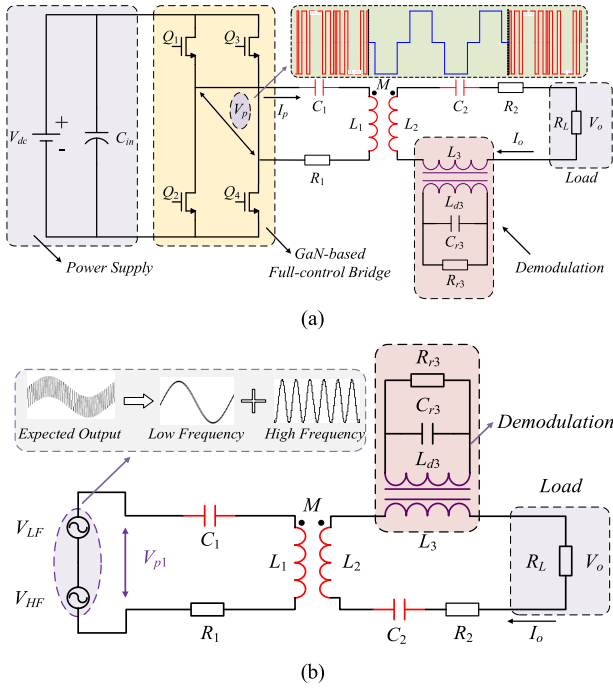 Q1
Q3
M
C1
C2
R2
Vp1
Ip
Vdc
+
-
Cin
L1
L2
RL
Vo
Io
L3
Load
R1
Q2
Q4
Ld3
Cr3
Rr3
Power Supply
GaN-based
Full-control Bridge
Demodulation
(a)
Rr3
Cr3
Expected Output
Low Frequency
High Frequency
Demodulation
Ld3
M
Load
VLF
C1
L3
Vp1
L1
L2
RL
Vo
VHF
R1
C2
R2
Io
(b)